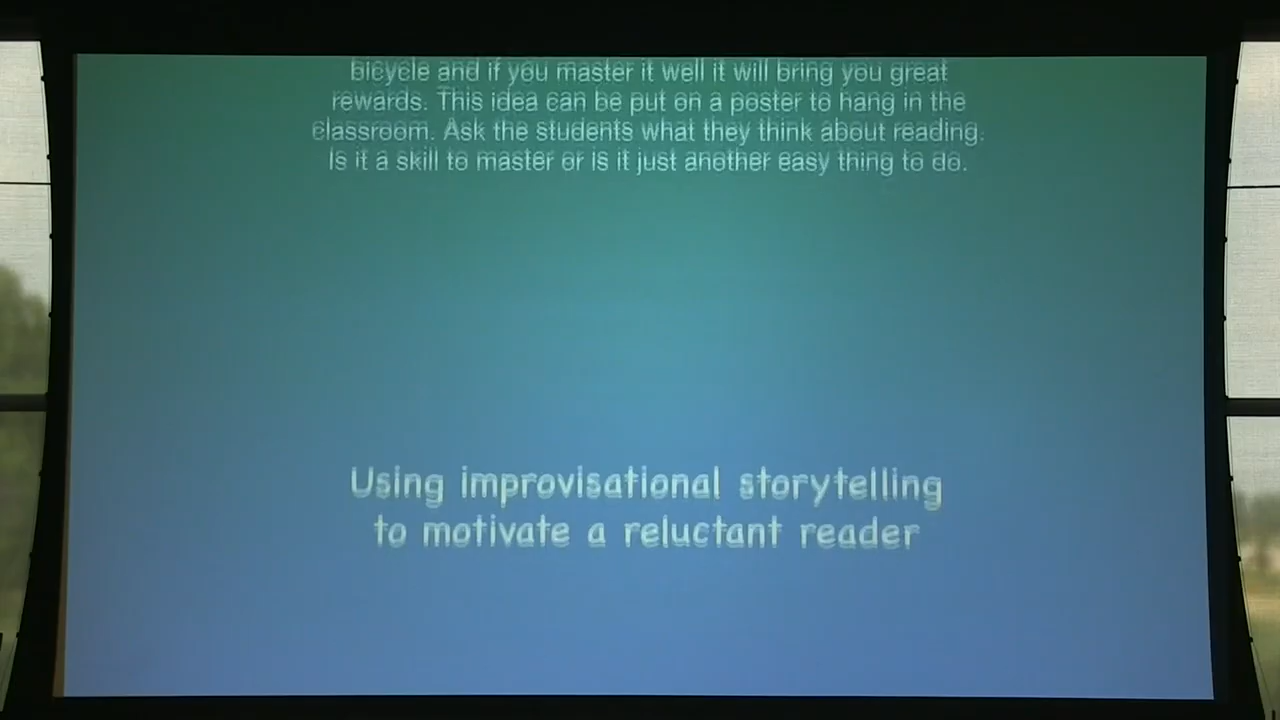 bicycle and if you master it well it will bring you great
rewards. This idea can be put on a poster to hang in the
classroom. Ask the students what they think about reading.
Is it a skill to master or is it just another easy thing to do.
Using improvisational storytelling
to motivate a reluctant reader